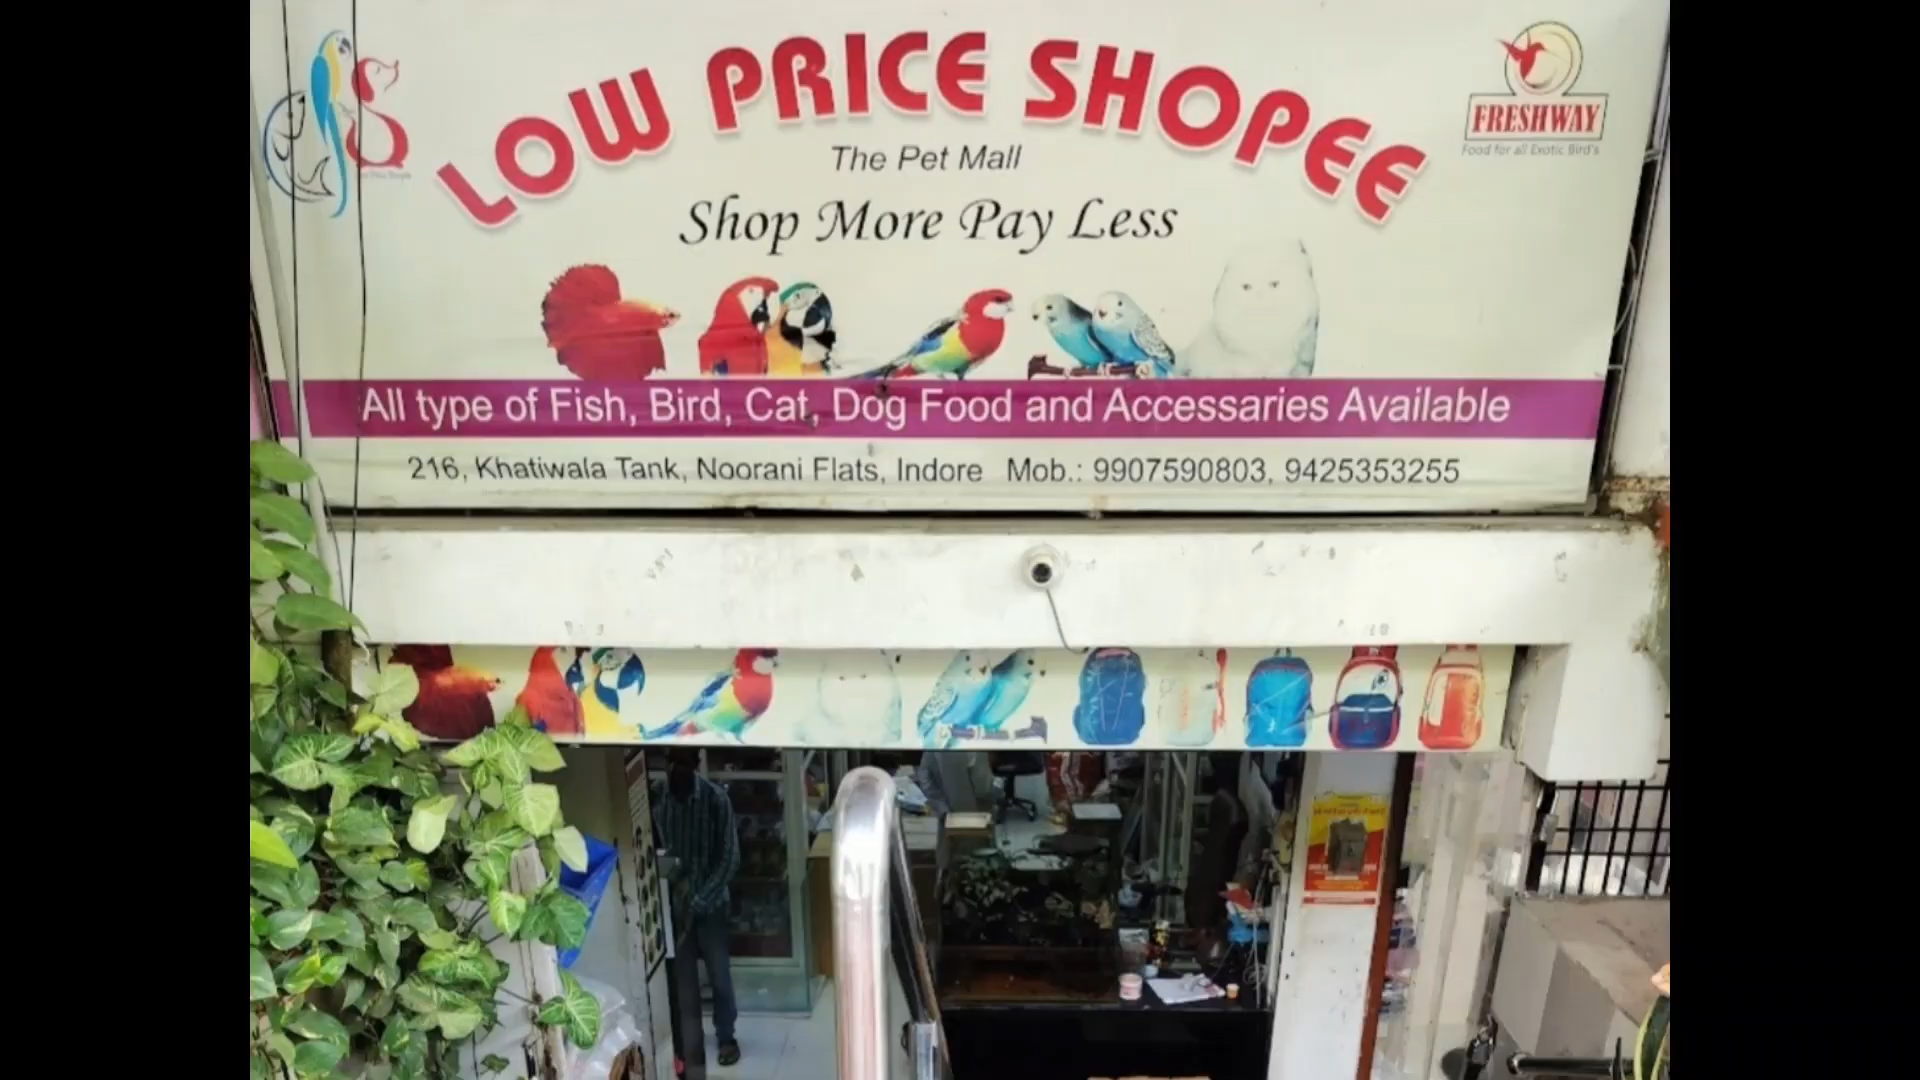 LOW PRICE SHOPEE
FRESHWAY
Food for all Exotic Bird's
The Pet Mall
Shop More Pay Less
All type of Fish, Bird, Cat, Dog Food and Accessaries Available
216, Khatiwala Tank, Noorani Flats, Indore Mob.: 9907590803, 9425353255